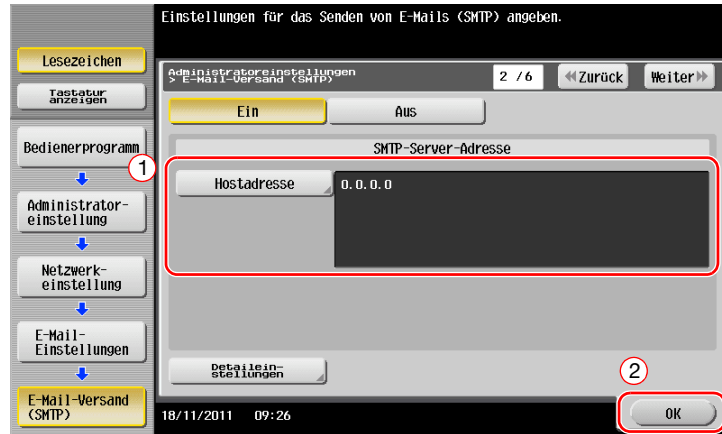 Einstellungen für das Senden von E-Mails (SMTP) angeben.
Lesezeichen
Tastatur
anzeigen
Bedienerprogramm
Administrator-
einstellung
Netzwerk-
einstellung
E-Mail-
Einstellungen
E-Mail-Versand
(SMTP)
Administratoreinstellungen
> E-Mail-Versand (SMTP)
2 /6
Zurück
Weiter
Ein
Aus
SMTP-Server-Adresse
1
Hostadresse
0.0.0.0
Detailein-
stellungen
2
18/11/2011 09:26
OK